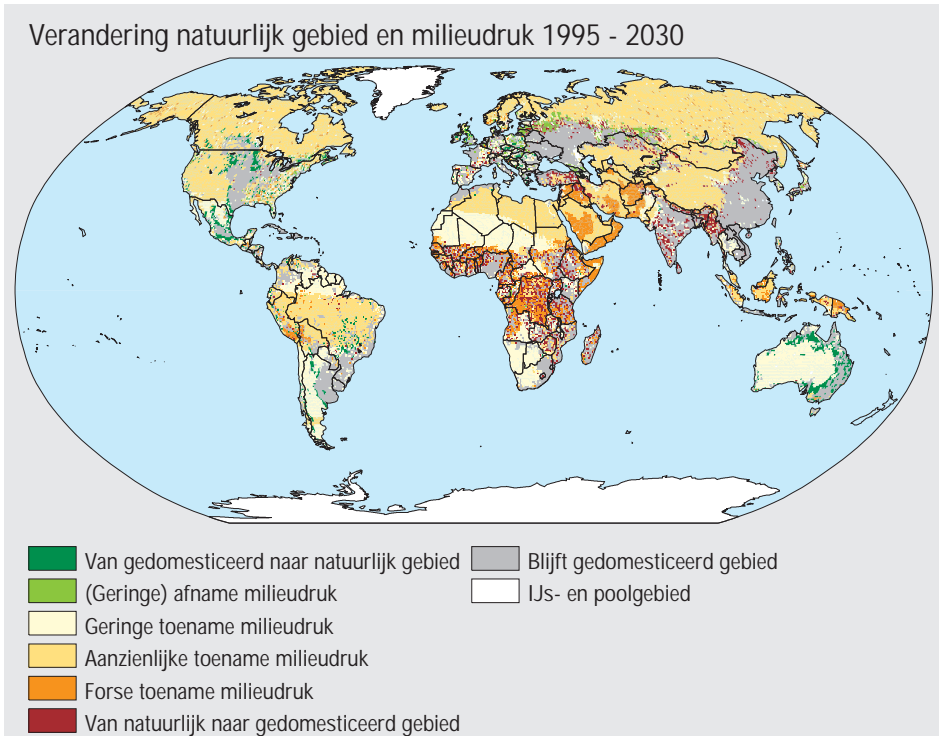 Verandering natuurlijk gebied en milieudruk 1995 - 2030
Van gedomesticeerd naar natuurlijk gebied
(Geringe) afname milieudruk
Geringe toename milieudruk
Aanzienlijke toename milieudruk
Forse toename milieudruk
Van natuurlijk naar gedomesticeerd gebied
Blijft gedomesticeerd gebied
IJs- en poolgebied